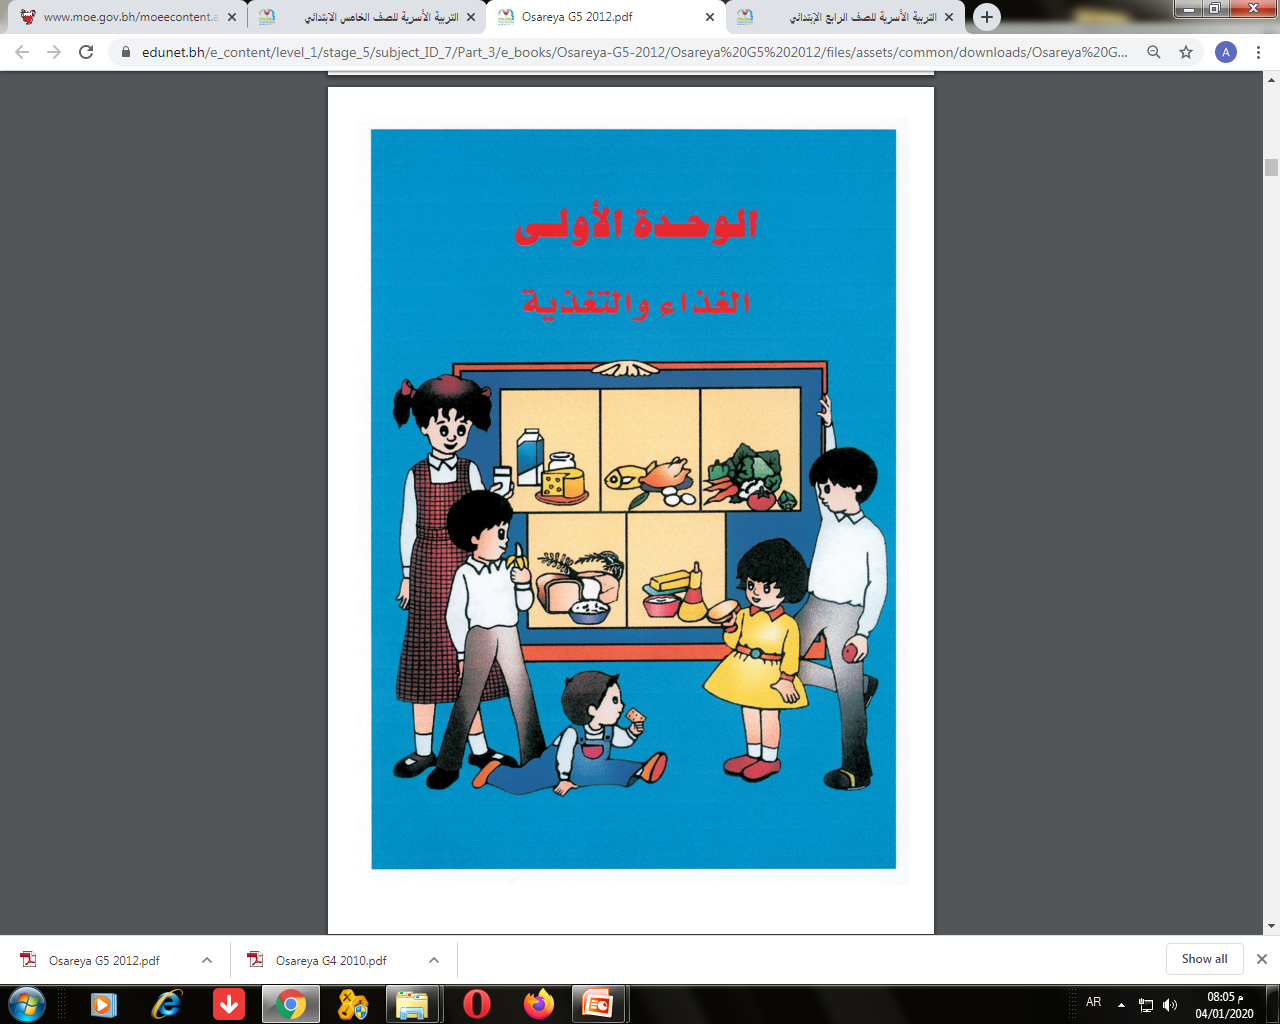 www.moe.gov.bh/moeecontent.a
التربية الأسرية للصف الخامس الابتدائي
Osareya G5 2012.pdf
التربية الأسرية للصف الرابع الإبتدائي
edunet.bh/e_content/level_1/stage_5/subject_ID_7/Part_3/e_books/Osareya-G5-2012/Osareya%20G5%202012/files/assets/common/downloads/Osareya%20G...
A
الوحدة الأولى
الغذاء والتغذية
Osareya G5 2012.pdf
Osareya G4 2010.pdf
Show all
AR
08:05 م
04/01/2020